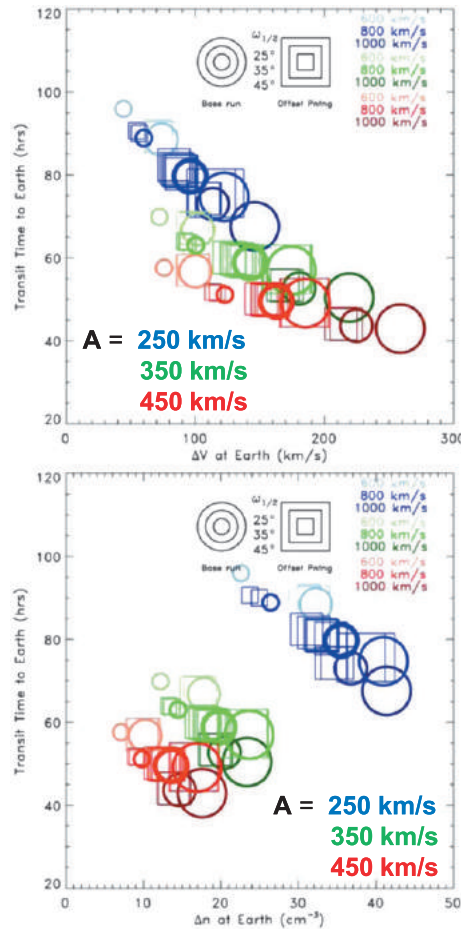 120
100
80
60
40
20
Transit Time to Earth (hrs)
ω1/2
25°
35°
45°
Base run
Offset Pntng
600 km/s
800 km/s
1000 km/s
600 km/s
800 km/s
1000 km/s
600 km/s
800 km/s
1000 km/s
A = 250 km/s
350 km/s
450 km/s
0 100 200 300
ΔV at Earth (km/s)
120
100
80
60
40
20
Transit Time to Earth (hrs)
ω1/2
25°
35°
45°
Base run
Offset Pntng
600 km/s
800 km/s
1000 km/s
600 km/s
800 km/s
1000 km/s
600 km/s
800 km/s
1000 km/s
A = 250 km/s
350 km/s
450 km/s
0 10 20 30 40 50
Δn at Earth (cm⁻³)